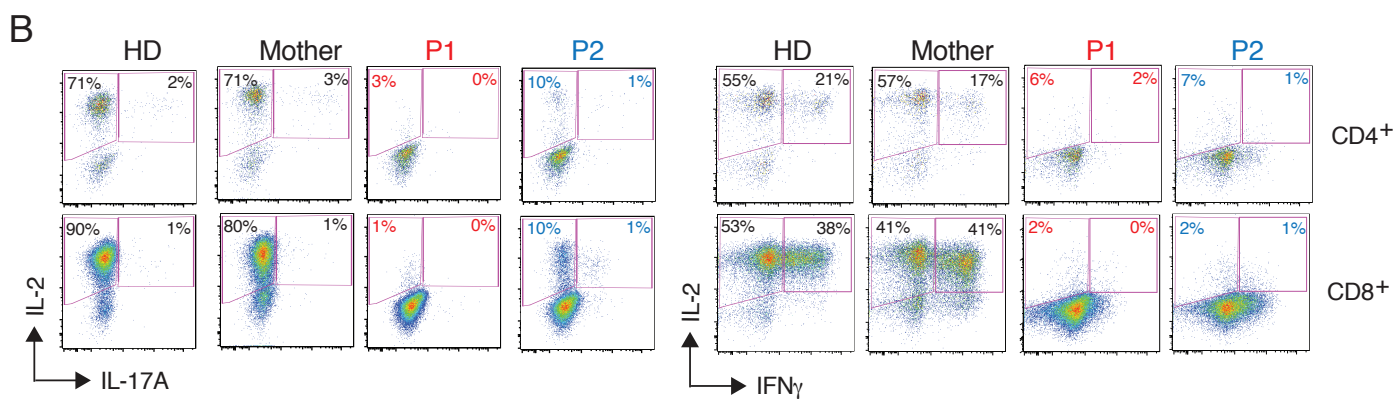 B
HD Mother P1 P2 HD Mother P1 P2
71% 2% 71% 3% 3% 0% 10% 1% 55% 21% 57% 17% 6% 2% 7% 1% CD4+
90% 1% 80% 1% 1% 0% 10% 1% 53% 38% 41% 41% 2% 0% 2% 1% CD8+
IL-2 IL-2
IL-17A IFNγ